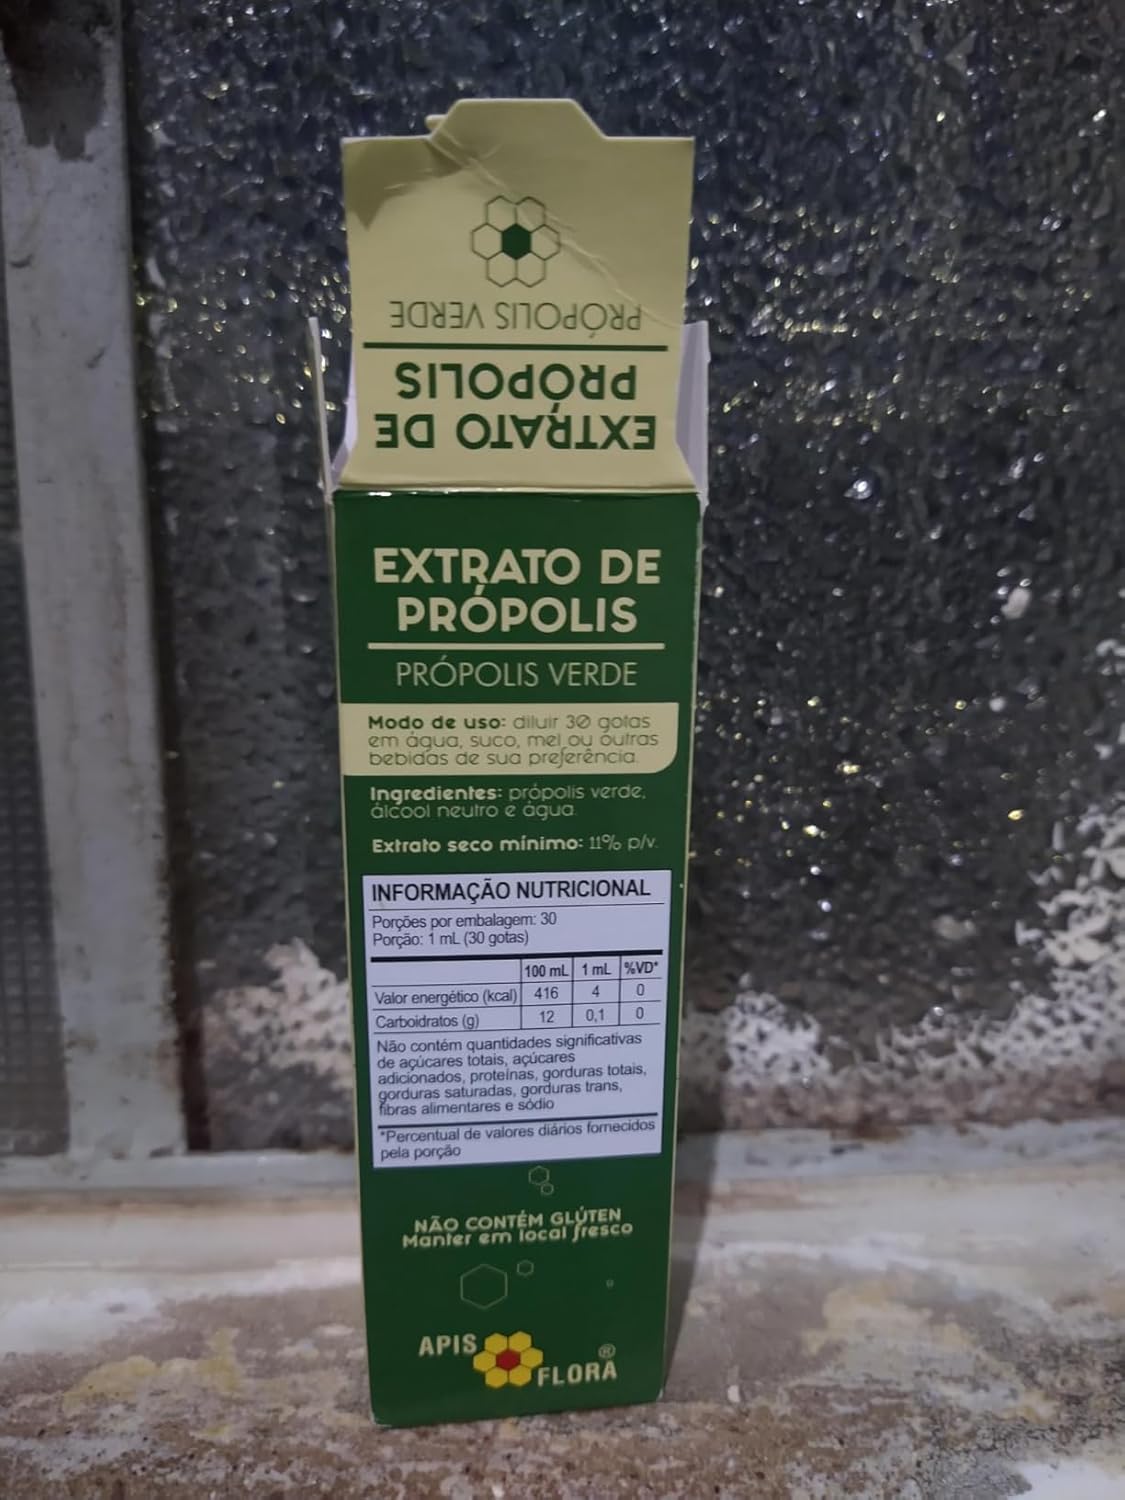 PRÓPOLIS VERDE
EXTRATO DE
PRÓPOLIS
EXTRATO DE
PRÓPOLIS
PRÓPOLIS VERDE
Modo de uso: diluir 30 gotas
em água, suco, mel ou outras
bebidas de sua preferência.
Ingredientes: própolis verde,
álcool neutro e água.
Extrato seco mínimo: 11% p/v.
INFORMAÇÃO NUTRICIONAL
Porções por embalagem: 30
Porção: 1 mL (30 gotas)
100 mL 1 mL %VD*
Valor energético (kcal) 416 4 0
Carboidratos (g) 12 0,1 0
Não contém quantidades significativas
de açúcares totais, açúcares
adicionados, proteínas, gorduras totais,
gorduras saturadas, gorduras trans,
fibras alimentares e sódio
*Percentual de valores diários fornecidos
pela porção
NÃO CONTÉM GLÚTEN
Manter em local fresco
APIS
FLORA ®